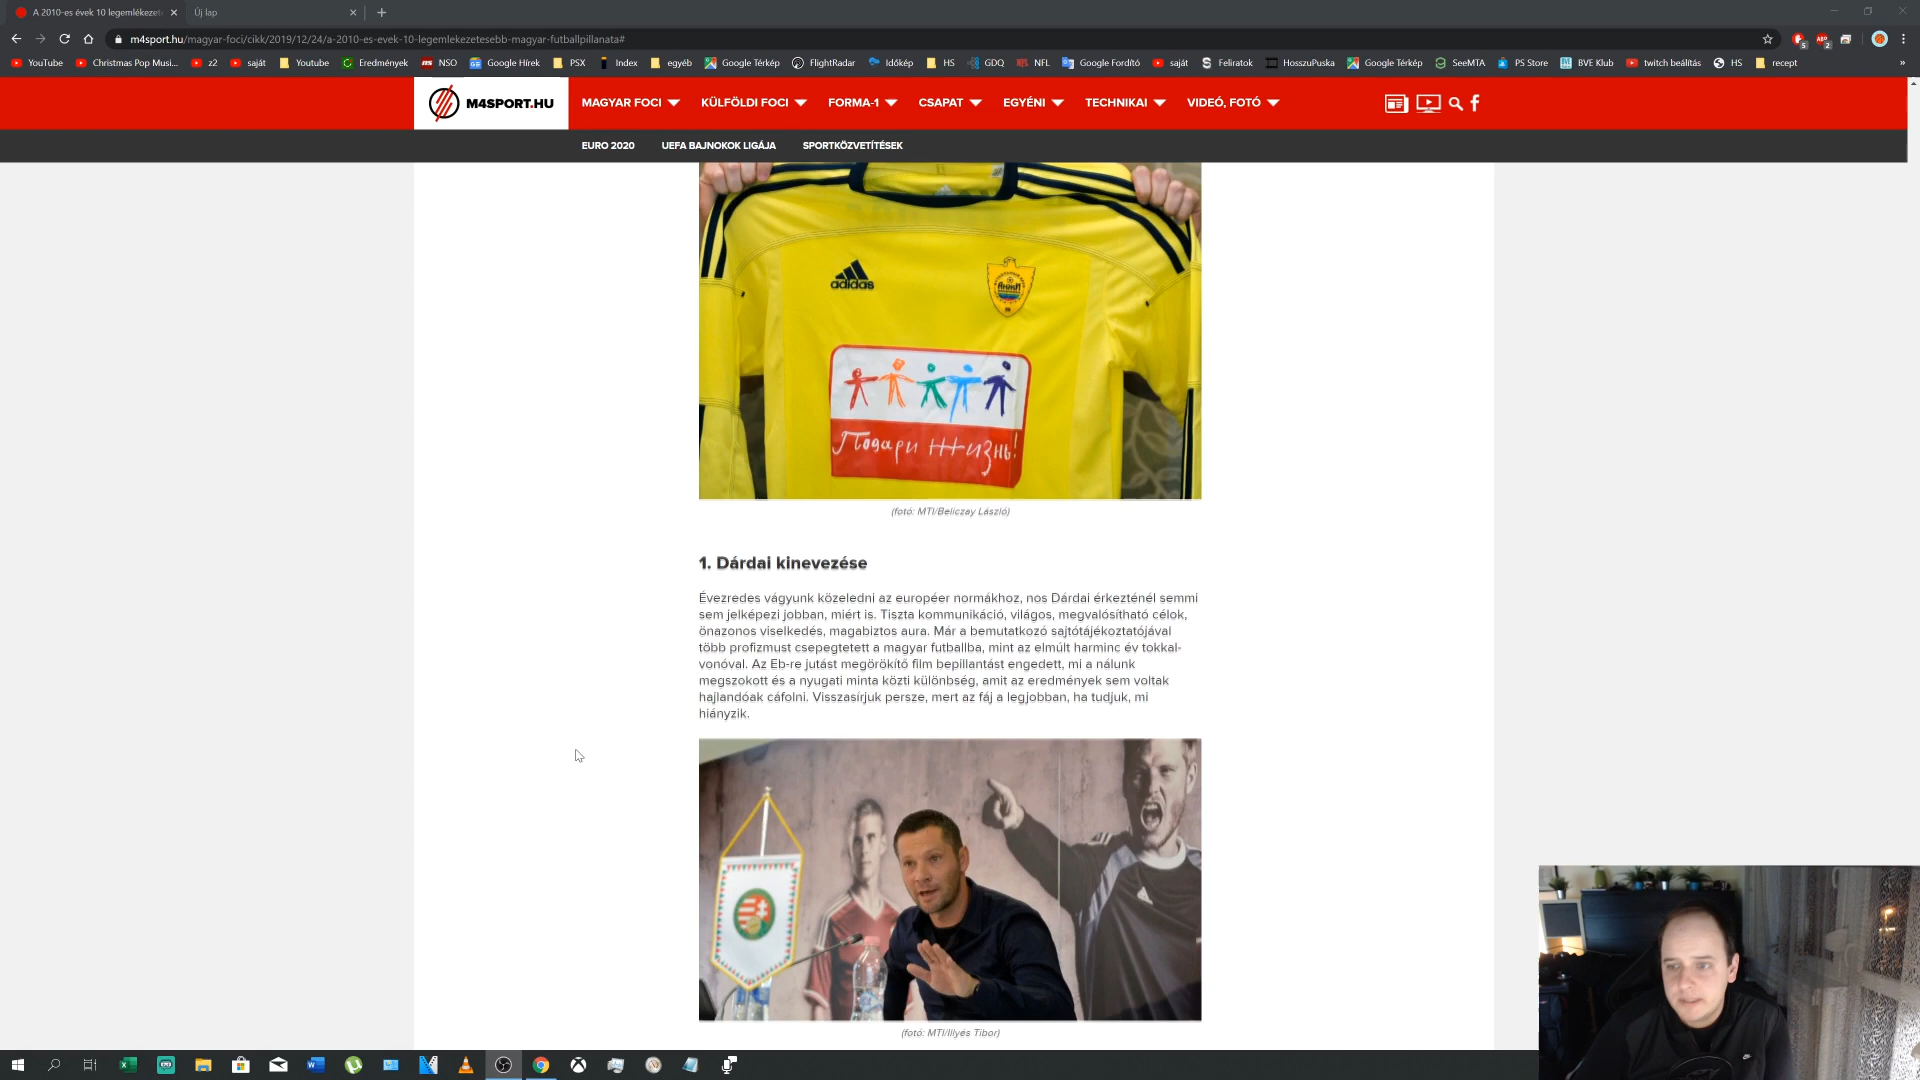 A 2010-es évek 10 legemlékezete
Új lap
m4sport.hu/magyar-foci/cikk/2019/12/24/a-2010-es-evek-10-legemlekezetesebb-magyar-futballpillanata#
YouTube Christmas Pop Musi... z2 saját Youtube Eredmények NSO Google Hírek PSX Index egyéb Google Térkép FlightRadar Időkép HS GDQ NFL Google Fordító saját Feliratok HosszuPuska Google Térkép SeeMTA PS Store BVE Klub twitch beálítás HS recept »
M4SPORT.HU MAGYAR FOCI KÜLFÖLDI FOCI FORMA-1 CSAPAT EGYÉNI TECHNIKAI VIDEÓ, FOTÓ
EURO 2020 UEFA BAJNOKOK LIGÁJA SPORTKÖZVETÍTÉSEK
adidas
Анжи
Подари Жизнь!
(fotó: MTI/Beliczay László)
1. Dárdai kinevezése
Évezredes vágyunk közeledni az européer normákhoz, nos Dárdai érkezténél semmi
sem jelképezi jobban, miért is. Tiszta kommunikáció, világos, megvalósítható célok,
önazonos viselkedés, magabiztos aura. Már a bemutatkozó sajtótájékoztatójával
több profizmust csepegtetett a magyar futballba, mint az elmúlt harminc év tokkal-
vonóval. Az Eb-re jutást megörökítő film bepillantást engedett, mi a nálunk
megszokott és a nyugati minta közti különbség, amit az eredmények sem voltak
hajlandóak cáfolni. Visszasírjuk persze, mert az fáj a legjobban, ha tudjuk, mi
hiányzik.
(fotó: MTI/Illyés Tibor)